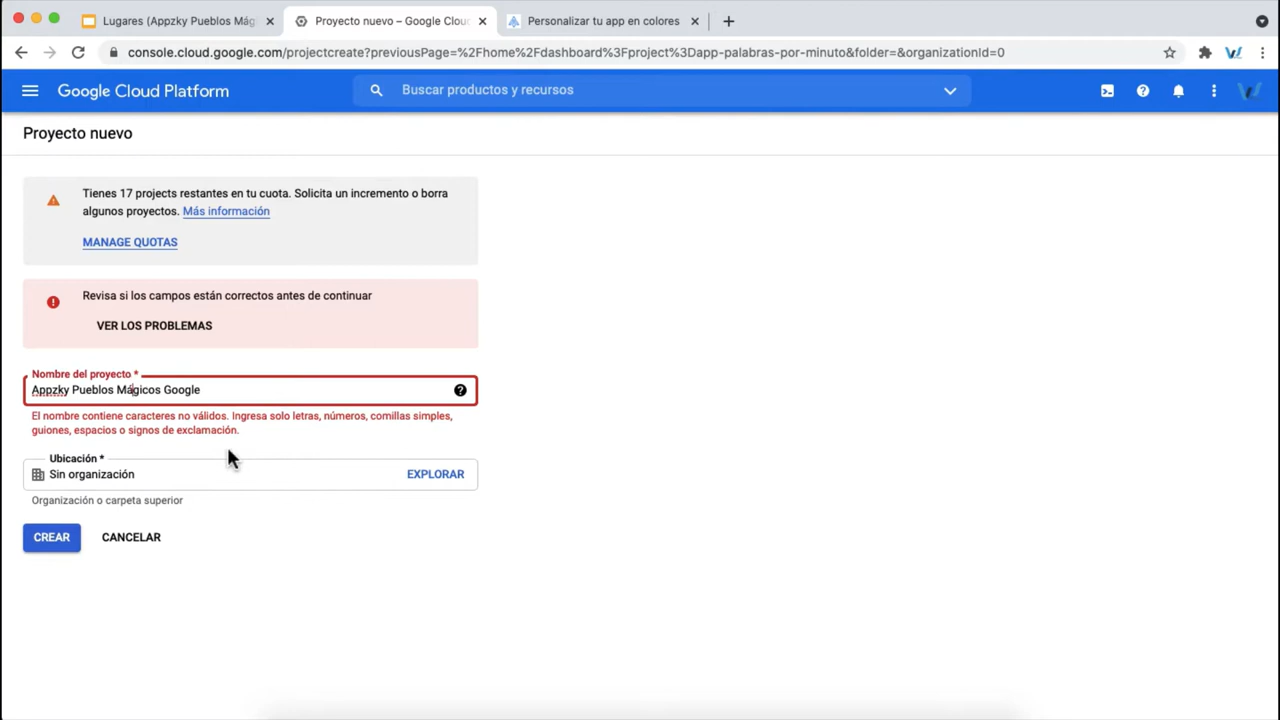 Lugares (Appzky Pueblos Mág
Proyecto nuevo – Google Clou
Personalizar tu app en colores
console.cloud.google.com/projectcreate?previousPage=%2Fhome%2Fdashboard%3Fproject%3Dapp-palabras-por-minuto&folder=&organizationId=0
Google Cloud Platform
Buscar productos y recursos
Proyecto nuevo
Tienes 17 projects restantes en tu cuota. Solicita un incremento o borra
algunos proyectos. Más información
MANAGE QUOTAS
Revisa si los campos están correctos antes de continuar
VER LOS PROBLEMAS
Nombre del proyecto *
Appzky Pueblos Mágicos Google
El nombre contiene caracteres no válidos. Ingresa solo letras, números, comillas simples,
guiones, espacios o signos de exclamación.
Ubicación *
Sin organización
EXPLORAR
Organización o carpeta superior
CREAR
CANCELAR